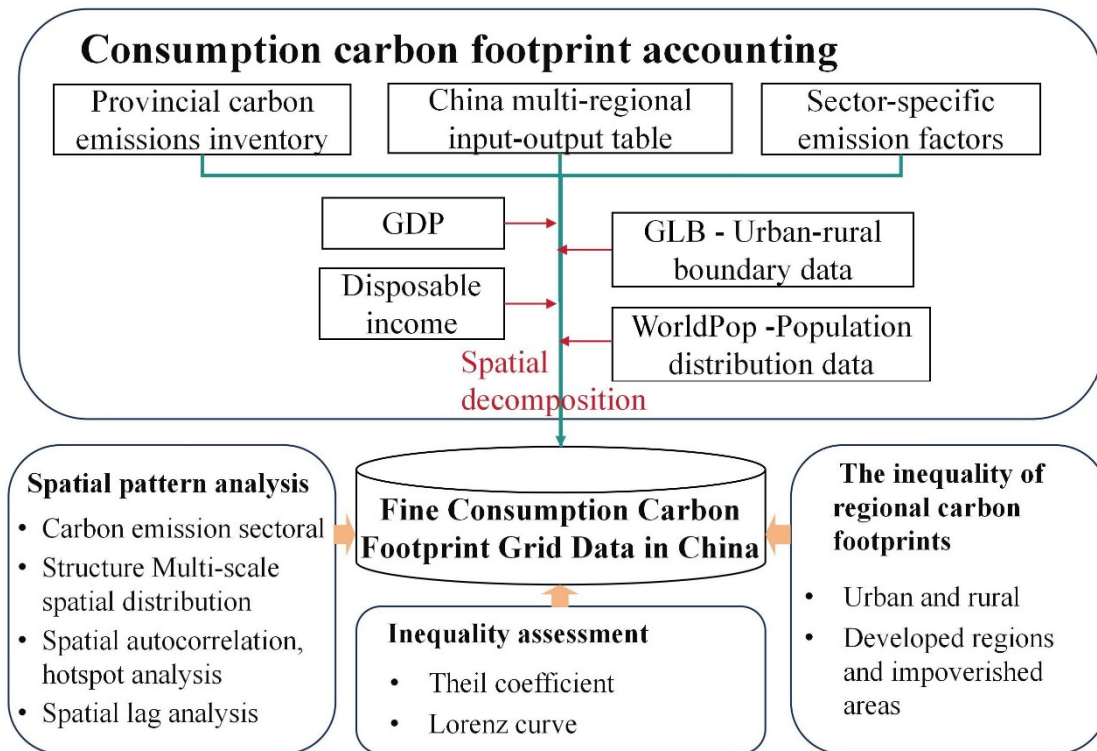 Consumption carbon footprint accounting
Provincial carbon
emissions inventory
China multi-regional
input-output table
Sector-specific
emission factors
GDP
GLB - Urban-rural
boundary data
Disposable
income
WorldPop -Population
distribution data
Spatial
decomposition
Spatial pattern analysis
• Carbon emission sectoral
• Structure Multi-scale
spatial distribution
• Spatial autocorrelation,
hotspot analysis
• Spatial lag analysis
Fine Consumption Carbon
Footprint Grid Data in China
Inequality assessment
• Theil coefficient
• Lorenz curve
The inequality of
regional carbon
footprints
• Urban and rural
• Developed regions
and impoverished
areas